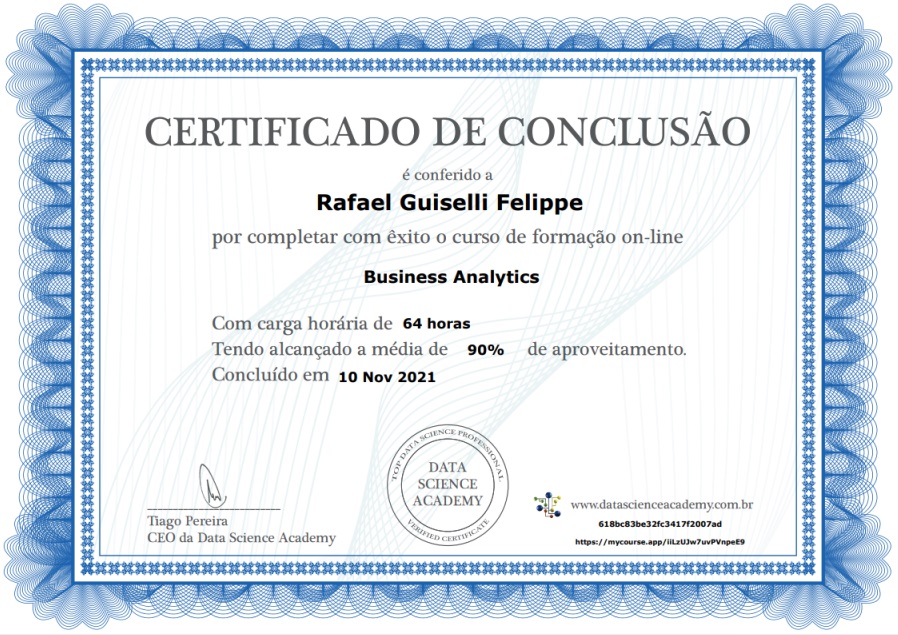 CERTIFICADO DE CONCLUSÃO
é conferido a
Rafael Guiselli Felippe
por completar com êxito o curso de formação on-line
Business Analytics
Com carga horária de 64 horas
Tendo alcançado a média de 90% de aproveitamento.
Concluído em 10 Nov 2021
TOP DATA SCIENCE PROFESSIONAL
DATA
SCIENCE
ACADEMY
VERIFIED CERTIFICATE
Tiago Pereira
CEO da Data Science Academy
www.datascienceacademy.com.br
618bc83be32fc3417f2007ad
https://mycourse.app/iiLzUJw7uvPVnpeE9